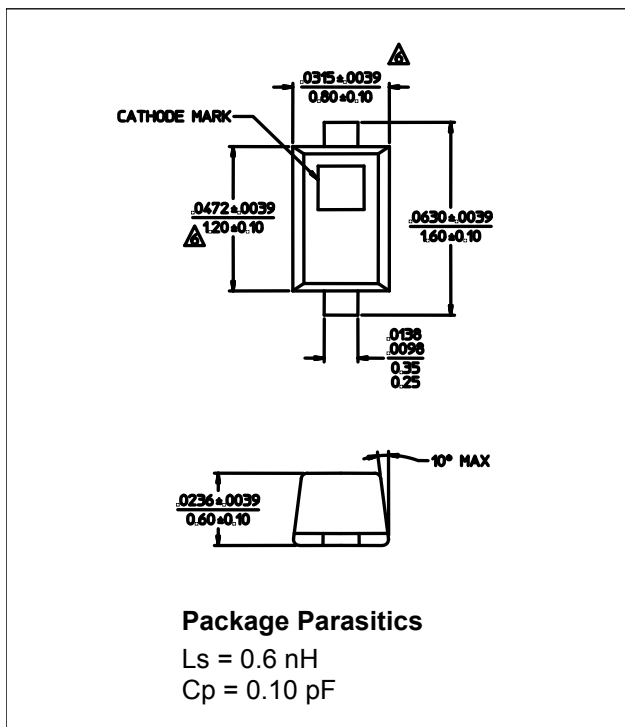 6
.0315±.0039
0.80±0.10
CATHODE MARK
.0472±.0039
1.20±0.10
6
.0630±.0039
1.60±0.10
.0138
.0098
0.35
0.25
10° MAX
.0236±.0039
0.60±0.10
Package Parasitics
Ls = 0.6 nH
Cp = 0.10 pF